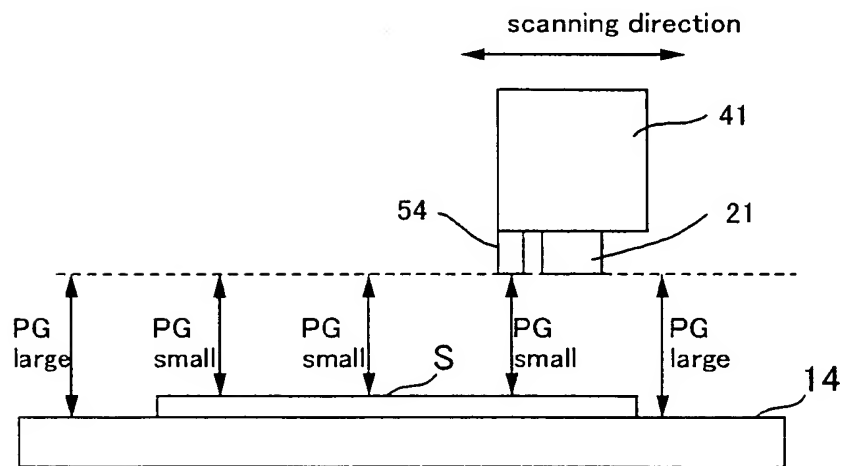 scanning direction
41
54
21
PG
large
PG
small
PG
small
PG
small
PG
large
S
14